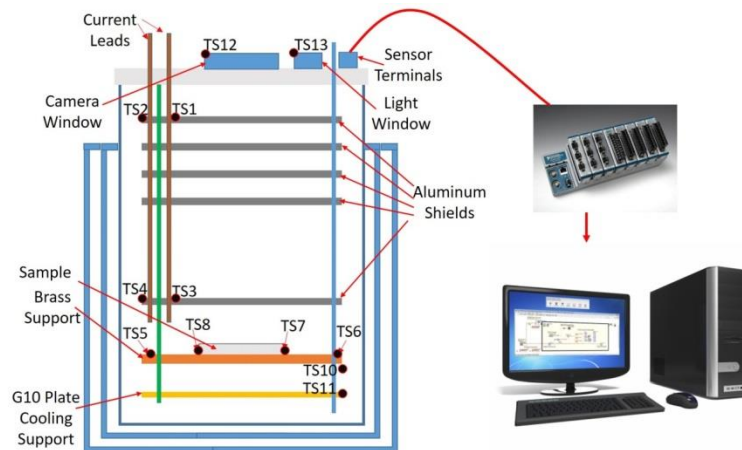 Current
Leads
TS12
TS13
Sensor
Terminals
Camera
Window
TS2
TS1
Light
Window
Aluminum
Shields
Sample
Brass
Support
TS4
TS3
TS5
TS8
TS7
TS6
TS10
TS11
G10 Plate
Cooling
Support